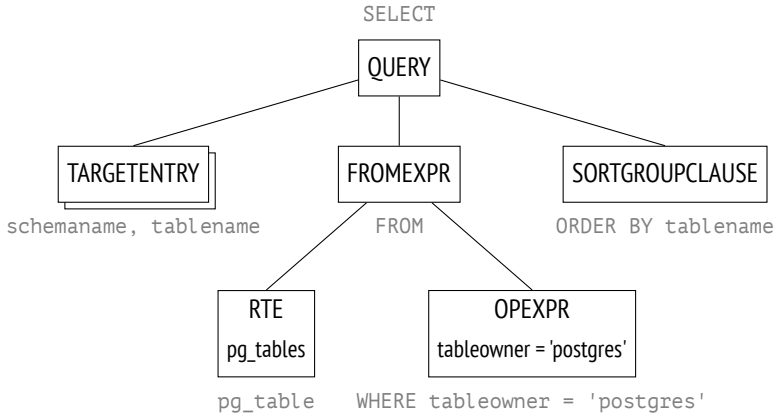 SELECT
QUERY
TARGETENTRY
FROMEXPR
SORTGROUPCLAUSE
schemaname, tablename
FROM
ORDER BY tablename
RTE
pg_tables
OPEXPR
tableowner = 'postgres'
pg_table
WHERE tableowner = 'postgres'